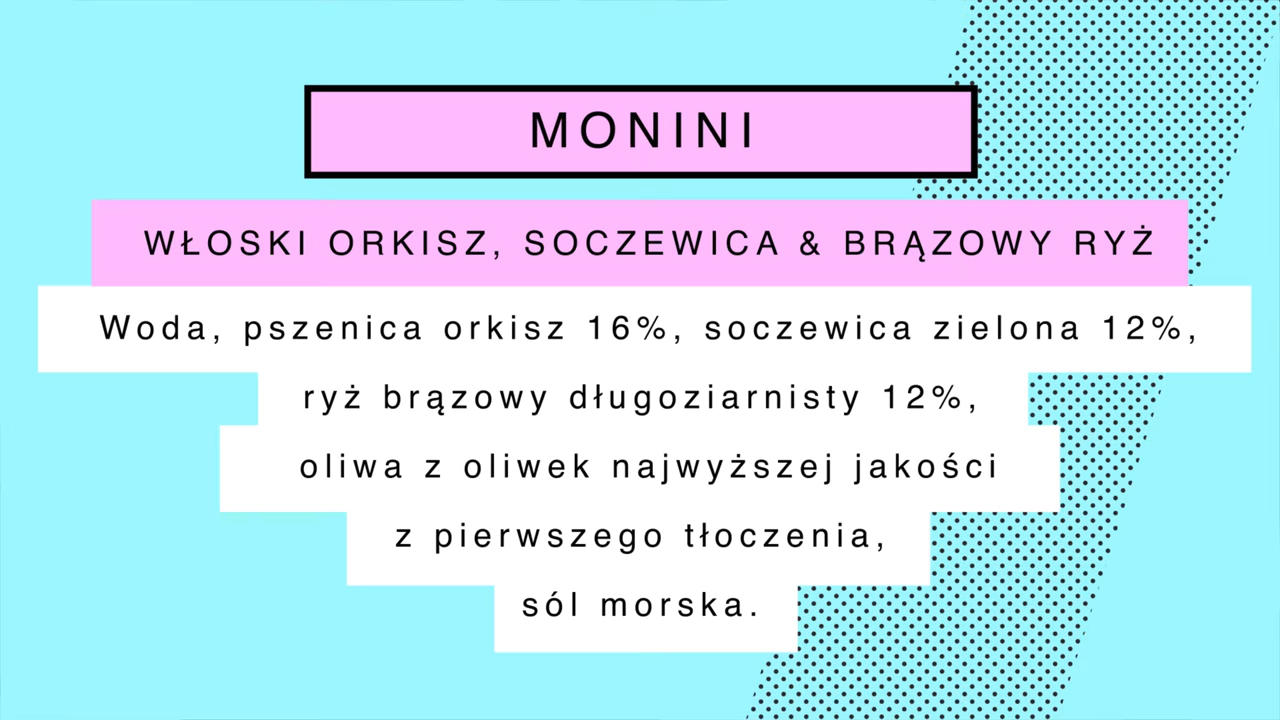 MONINI
WŁOSKI ORKISZ, SOCZEWICA & BRĄZOWY RYŻ
Woda, pszenica orkisz 16%, soczewica zielona 12%,
ryż brązowy długoziarnisty 12%,
oliwa z oliwek najwyższej jakości
z pierwszego tłoczenia,
sól morska.